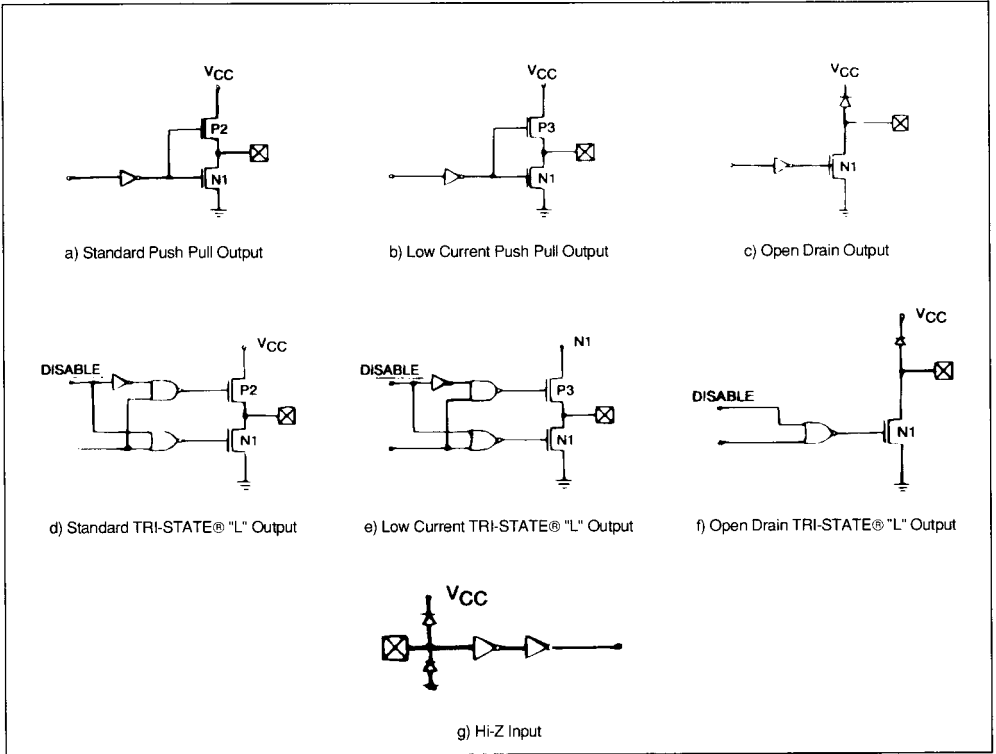 VCC
P2
N1
a) Standard Push Pull Output
VCC
P3
N1
b) Low Current Push Pull Output
VCC
N1
c) Open Drain Output
DISABLE
VCC
P2
N1
d) Standard TRI-STATE® "L" Output
DISABLE
N1
P3
N1
e) Low Current TRI-STATE® "L" Output
VCC
DISABLE
N1
f) Open Drain TRI-STATE® "L" Output
VCC
g) Hi-Z Input